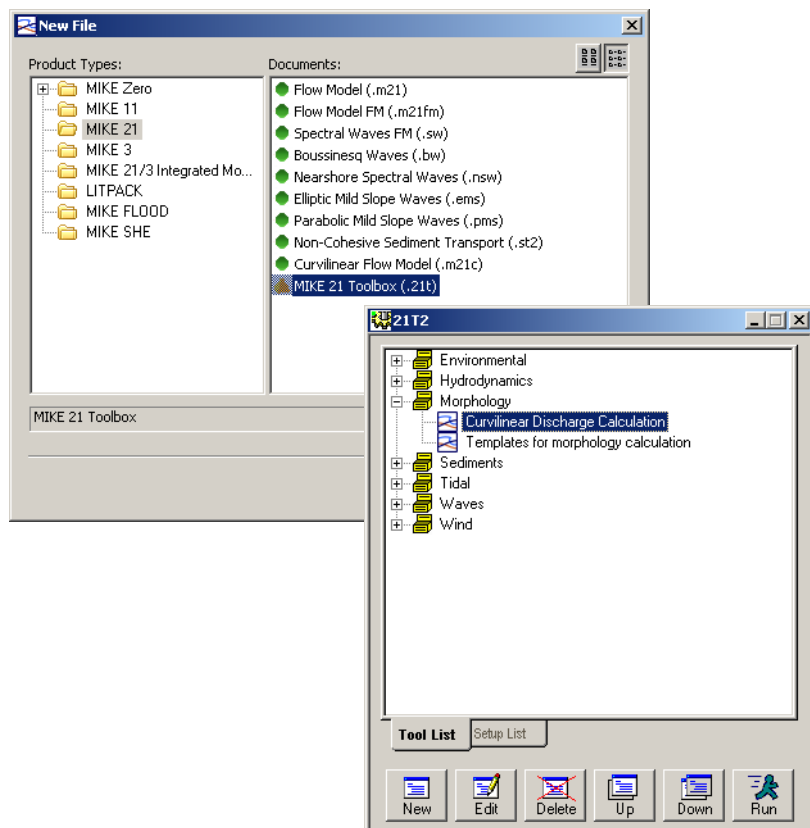 New File
Product Types:
Documents:
MIKE Zero
MIKE 11
MIKE 21
MIKE 3
MIKE 21/3 Integrated Mo...
LITPACK
MIKE FLOOD
MIKE SHE
Flow Model (.m21)
Flow Model FM (.m21fm)
Spectral Waves FM (.sw)
Boussinesq Waves (.bw)
Nearshore Spectral Waves (.nsw)
Elliptic Mild Slope Waves (.ems)
Parabolic Mild Slope Waves (.pms)
Non-Cohesive Sediment Transport (.st2)
Curvilinear Flow Model (.m21c)
MIKE 21 Toolbox (.21t)
MIKE 21 Toolbox
21T2
Environmental
Hydrodynamics
Morphology
Curvilinear Discharge Calculation
Templates for morphology calculation
Sediments
Tidal
Waves
Wind
Tool List
Setup List
New
Edit
Delete
Up
Down
Run